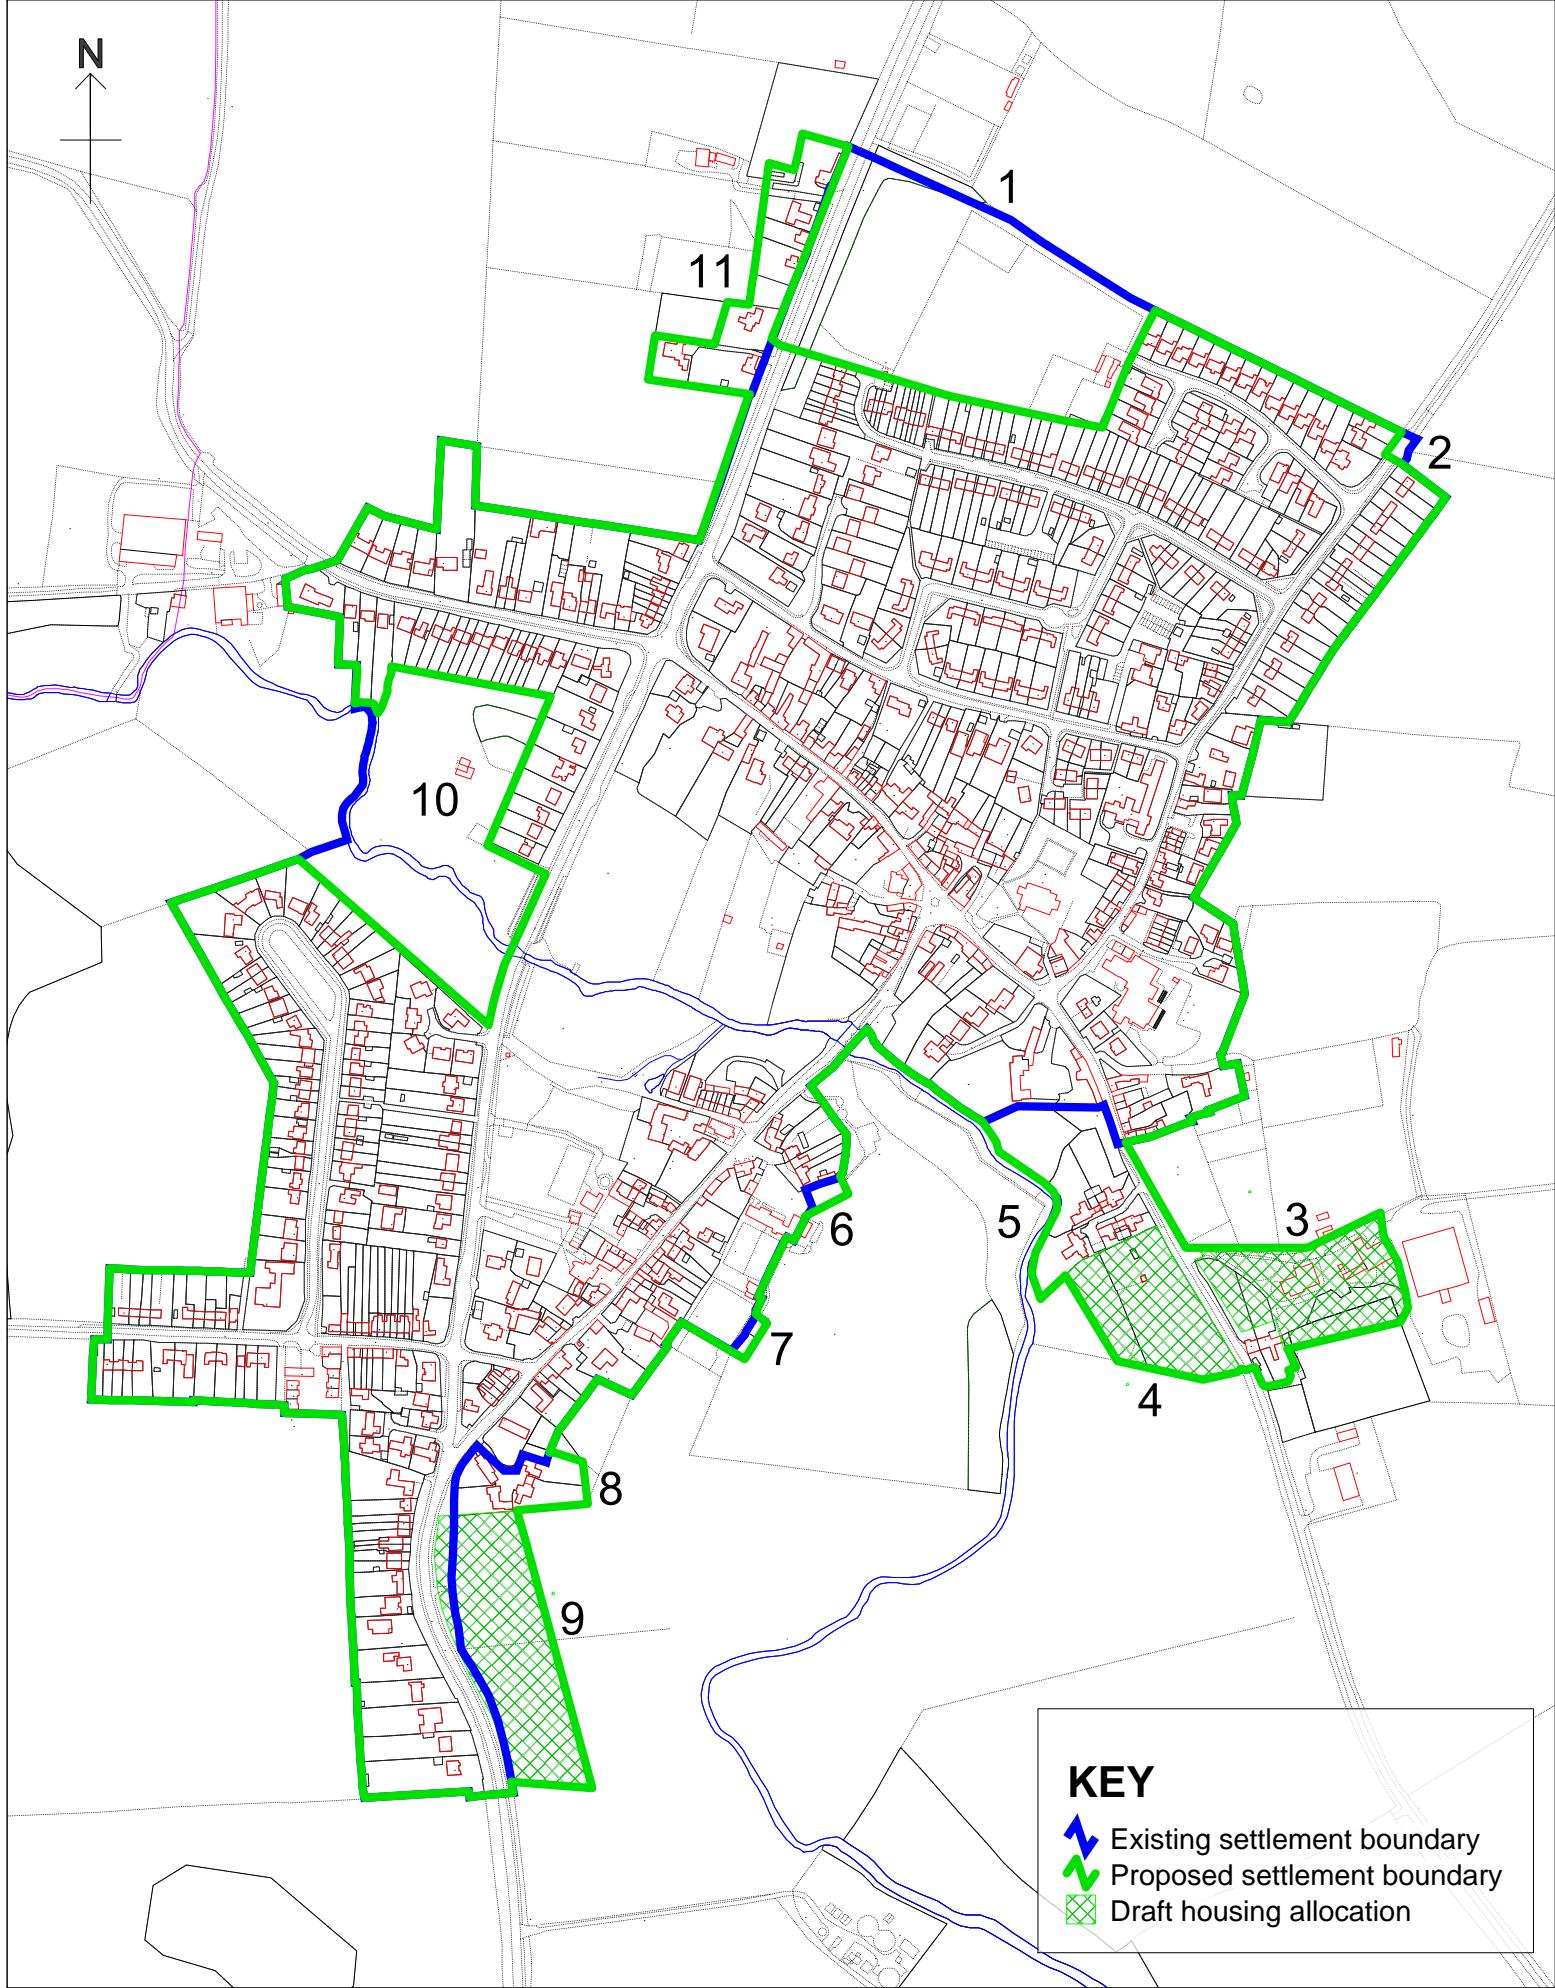 N
1
11
2
10
3
5
6
4
7
8
9
KEY
Existing settlement boundary
Proposed settlement boundary
Draft housing allocation